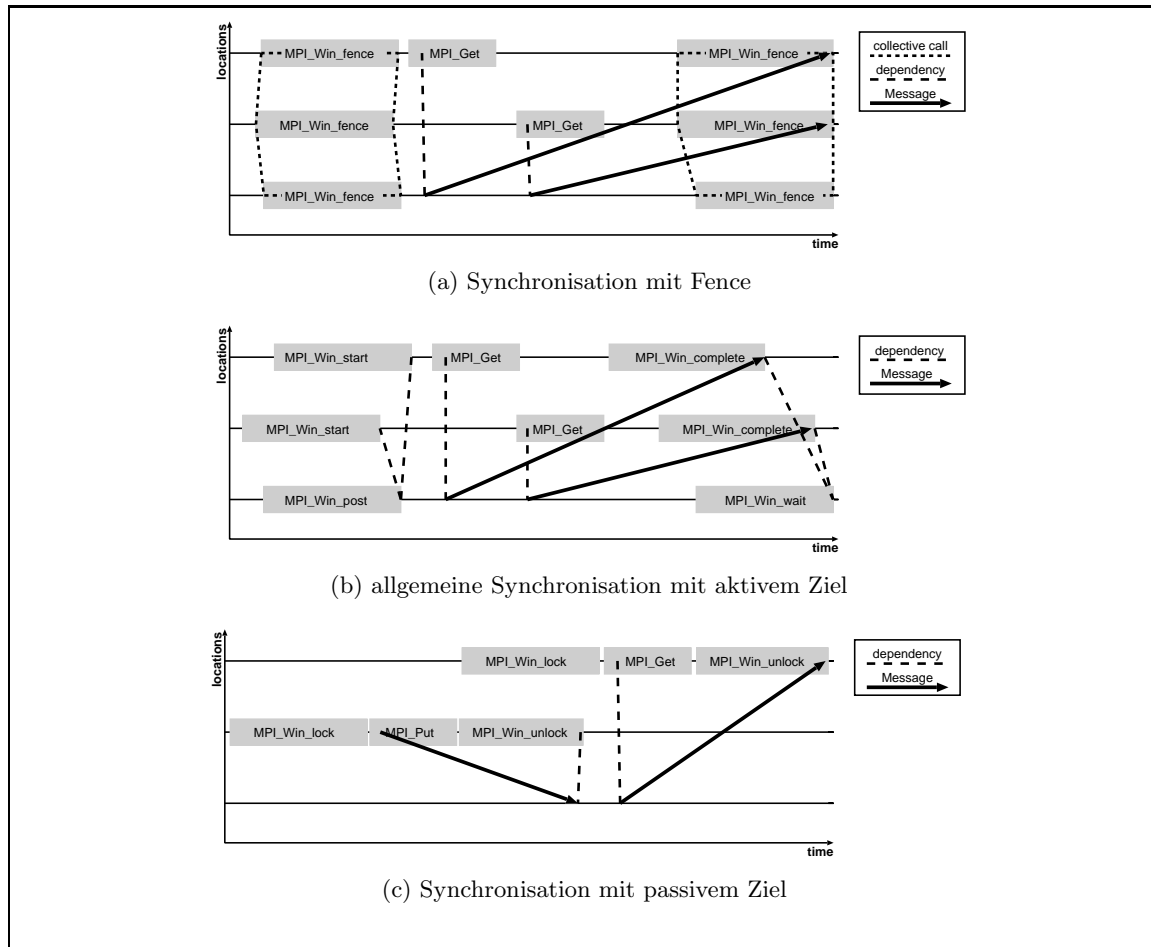 locations
MPI_Win_fence MPI_Get MPI_Win_fence
MPI_Win_fence MPI_Get MPI_Win_fence
MPI_Win_fence MPI_Win_fence
time
collective call
dependency
Message
(a) Synchronisation mit Fence
locations
MPI_Win_start MPI_Get MPI_Win_complete
MPI_Win_start MPI_Get MPI_Win_complete
MPI_Win_post MPI_Win_wait
time
dependency
Message
(b) allgemeine Synchronisation mit aktivem Ziel
locations
MPI_Win_lock MPI_Get MPI_Win_unlock
MPI_Win_lock MPI_Put MPI_Win_unlock
time
dependency
Message
(c) Synchronisation mit passivem Ziel